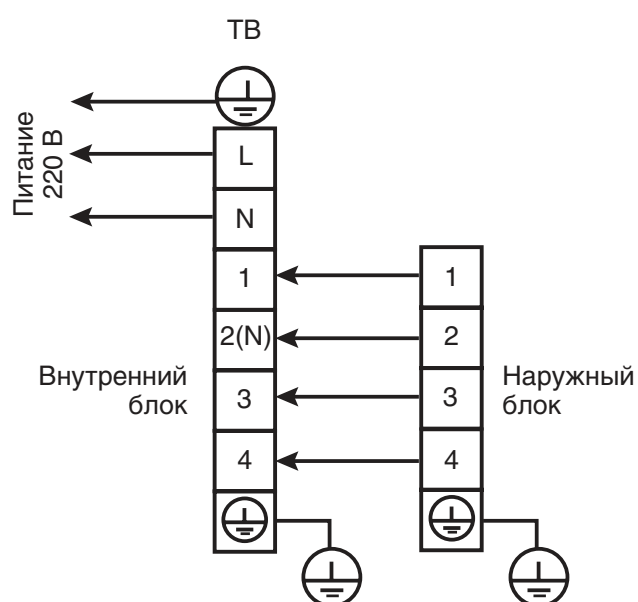 ТВ
Питание
220 В
L
N
1
2(N)
3
4
Внутренний
блок
1
2
3
4
Наружный
блок